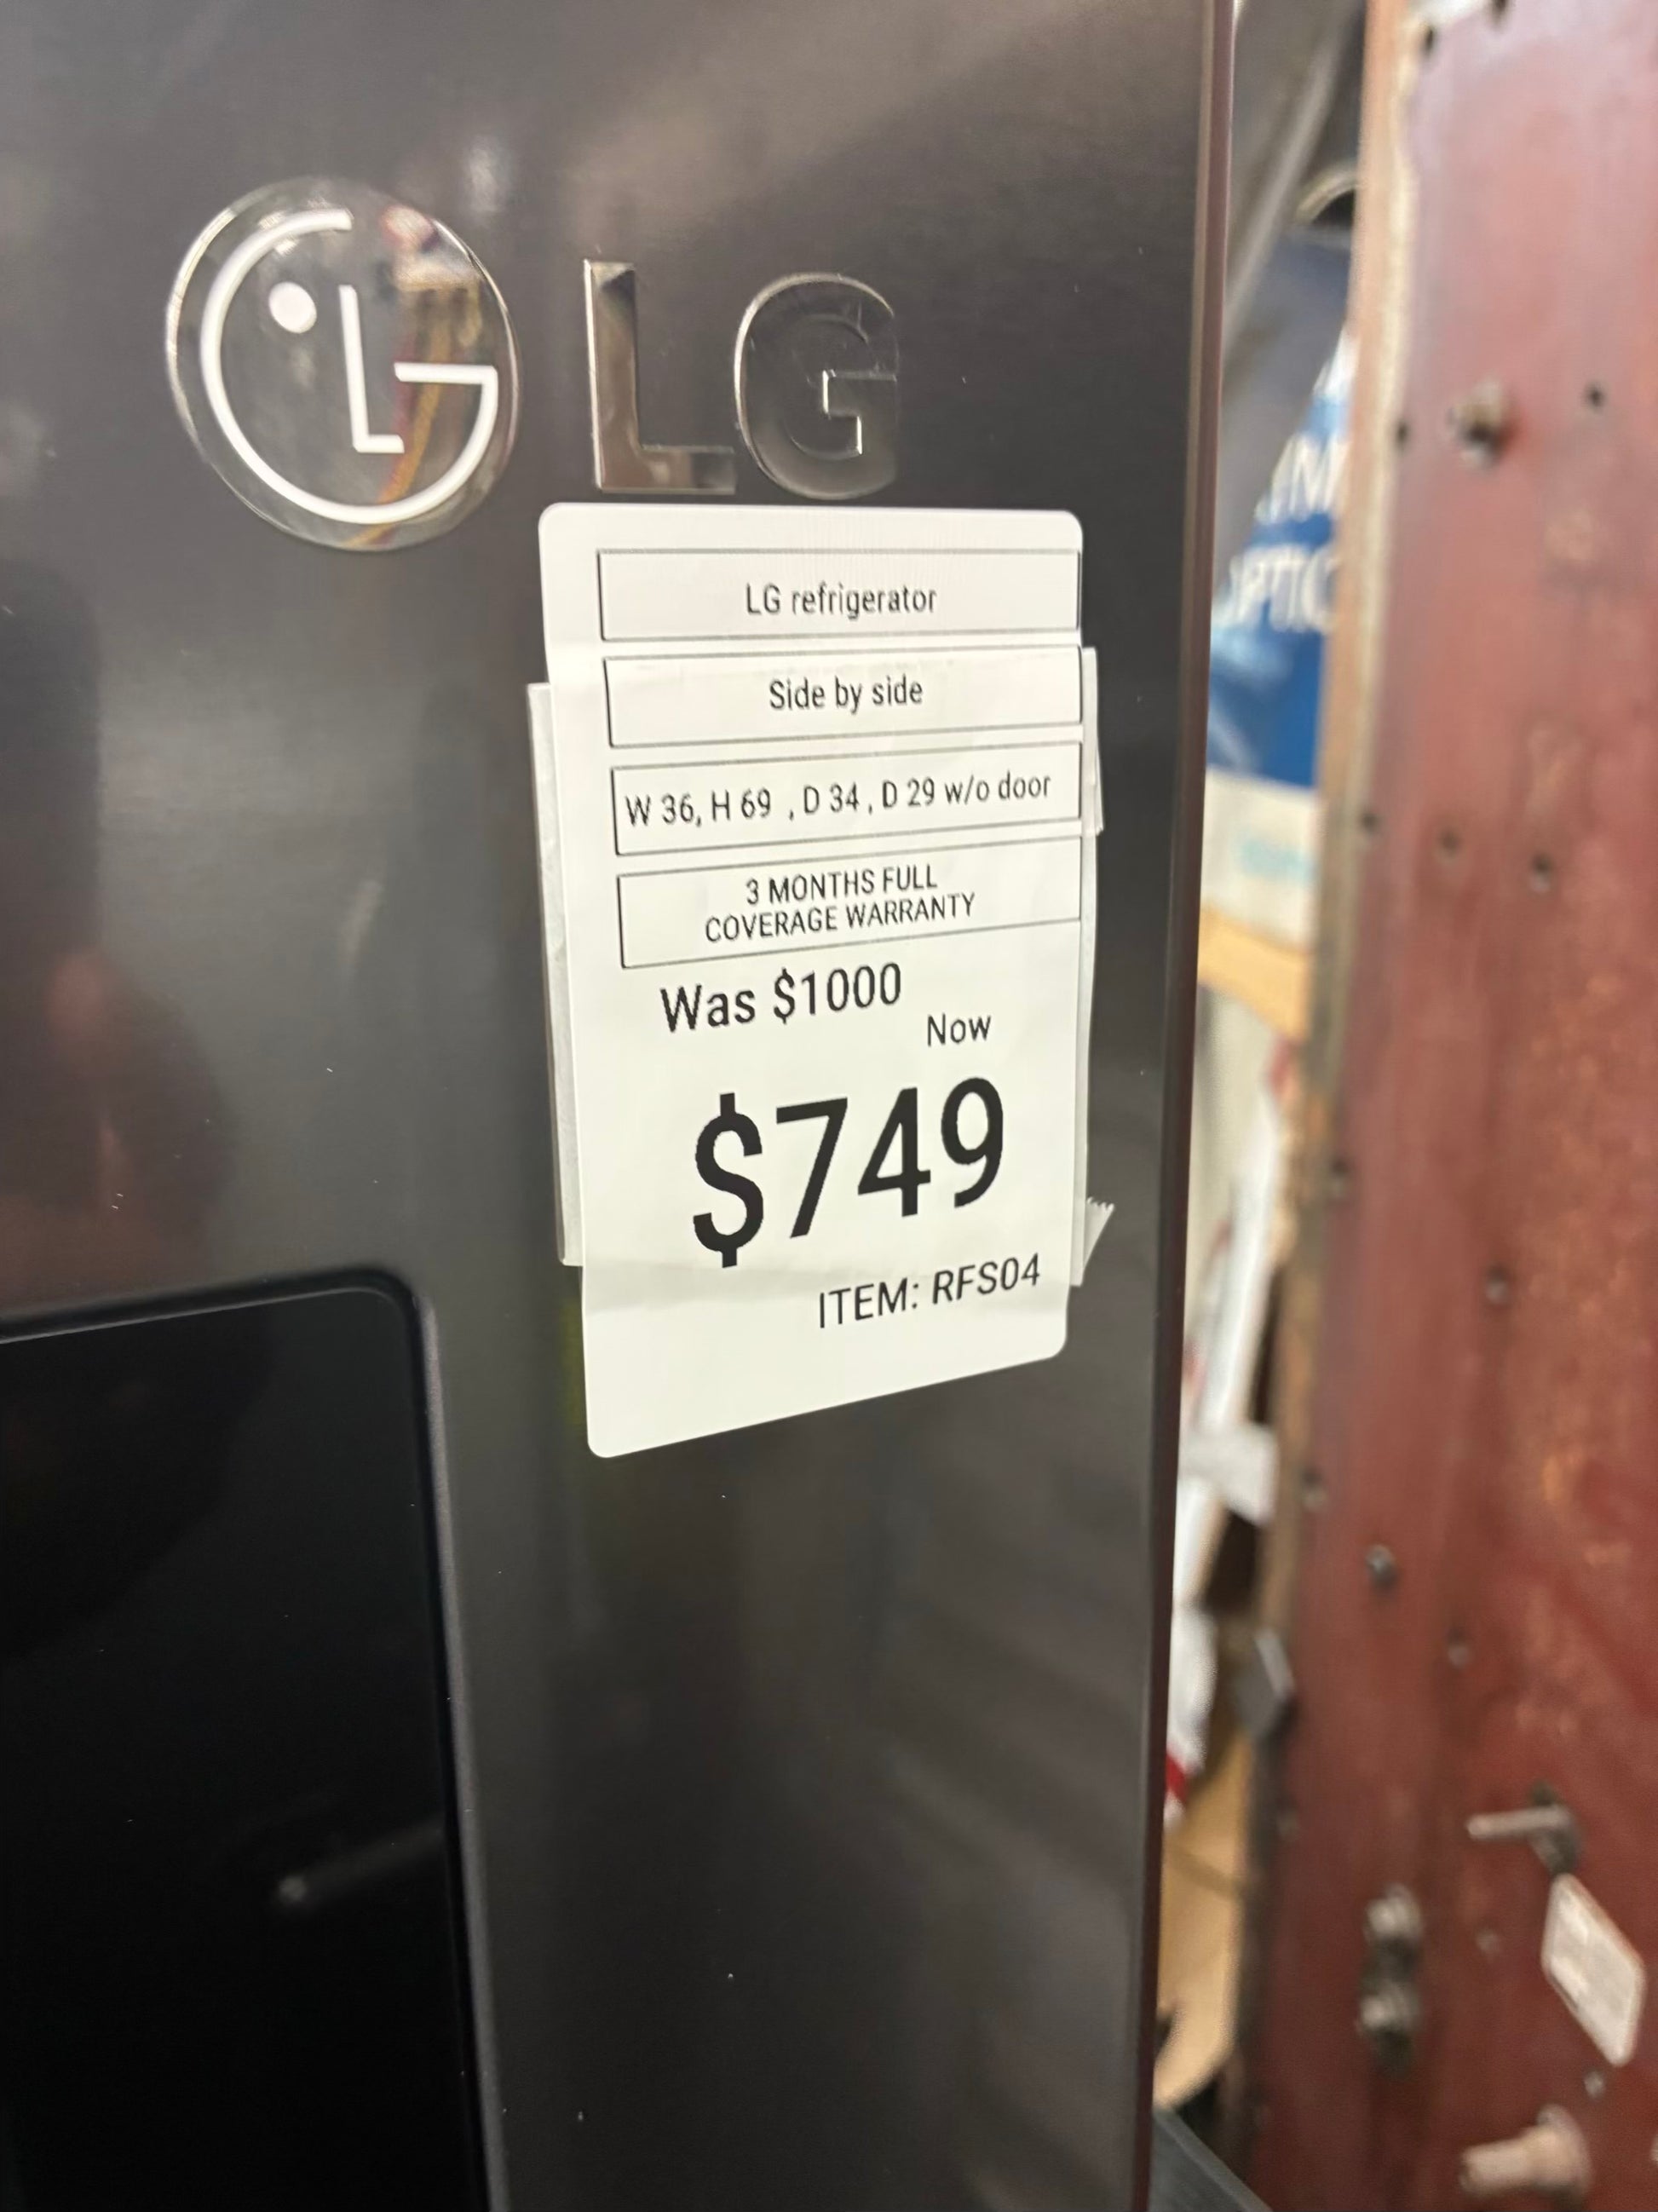 LG
LG refrigerator
Side by side
W 36, H 69 , D 34 , D 29 w/o door
3 MONTHS FULL
COVERAGE WARRANTY
Was $1000
Now
$749
ITEM: RFS04